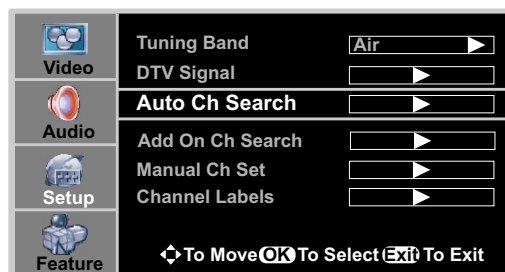 Video
Audio
Setup
Feature
Tuning Band Air
DTV Signal
Auto Ch Search
Add On Ch Search
Manual Ch Set
Channel Labels
To Move OK To Select Exit To Exit